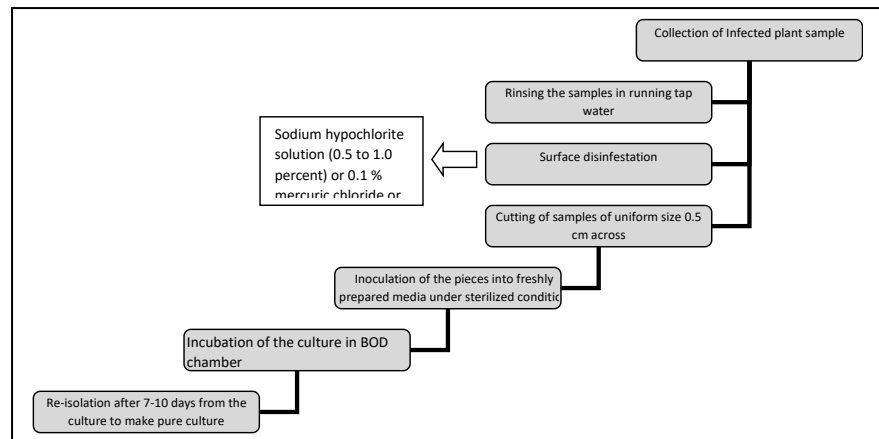 Collection of Infected plant sample
Rinsing the samples in running tap
water
Sodium hypochlorite
solution (0.5 to 1.0
percent) or 0.1 %
mercuric chloride or
Surface disinfestation
Cutting of samples of uniform size 0.5
cm across
Inoculation of the pieces into freshly
prepared media under sterilized conditio
Incubation of the culture in BOD
chamber
Re-isolation after 7-10 days from the
culture to make pure culture